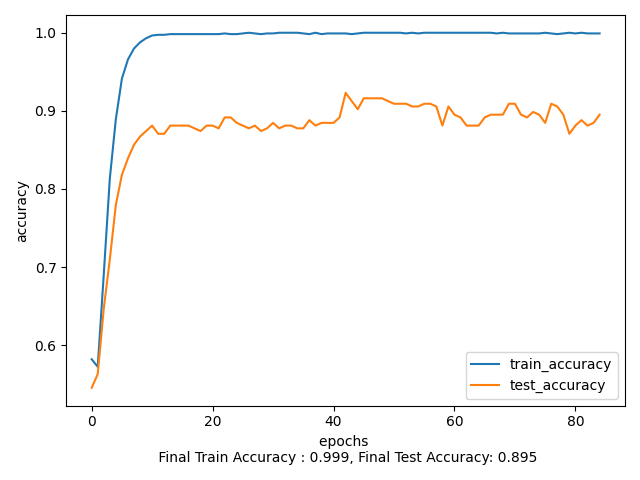 1.0
0.9
0.8
0.7
0.6
accuracy
0 20 40 60 80
epochs
Final Train Accuracy : 0.999, Final Test Accuracy: 0.895
train_accuracy
test_accuracy